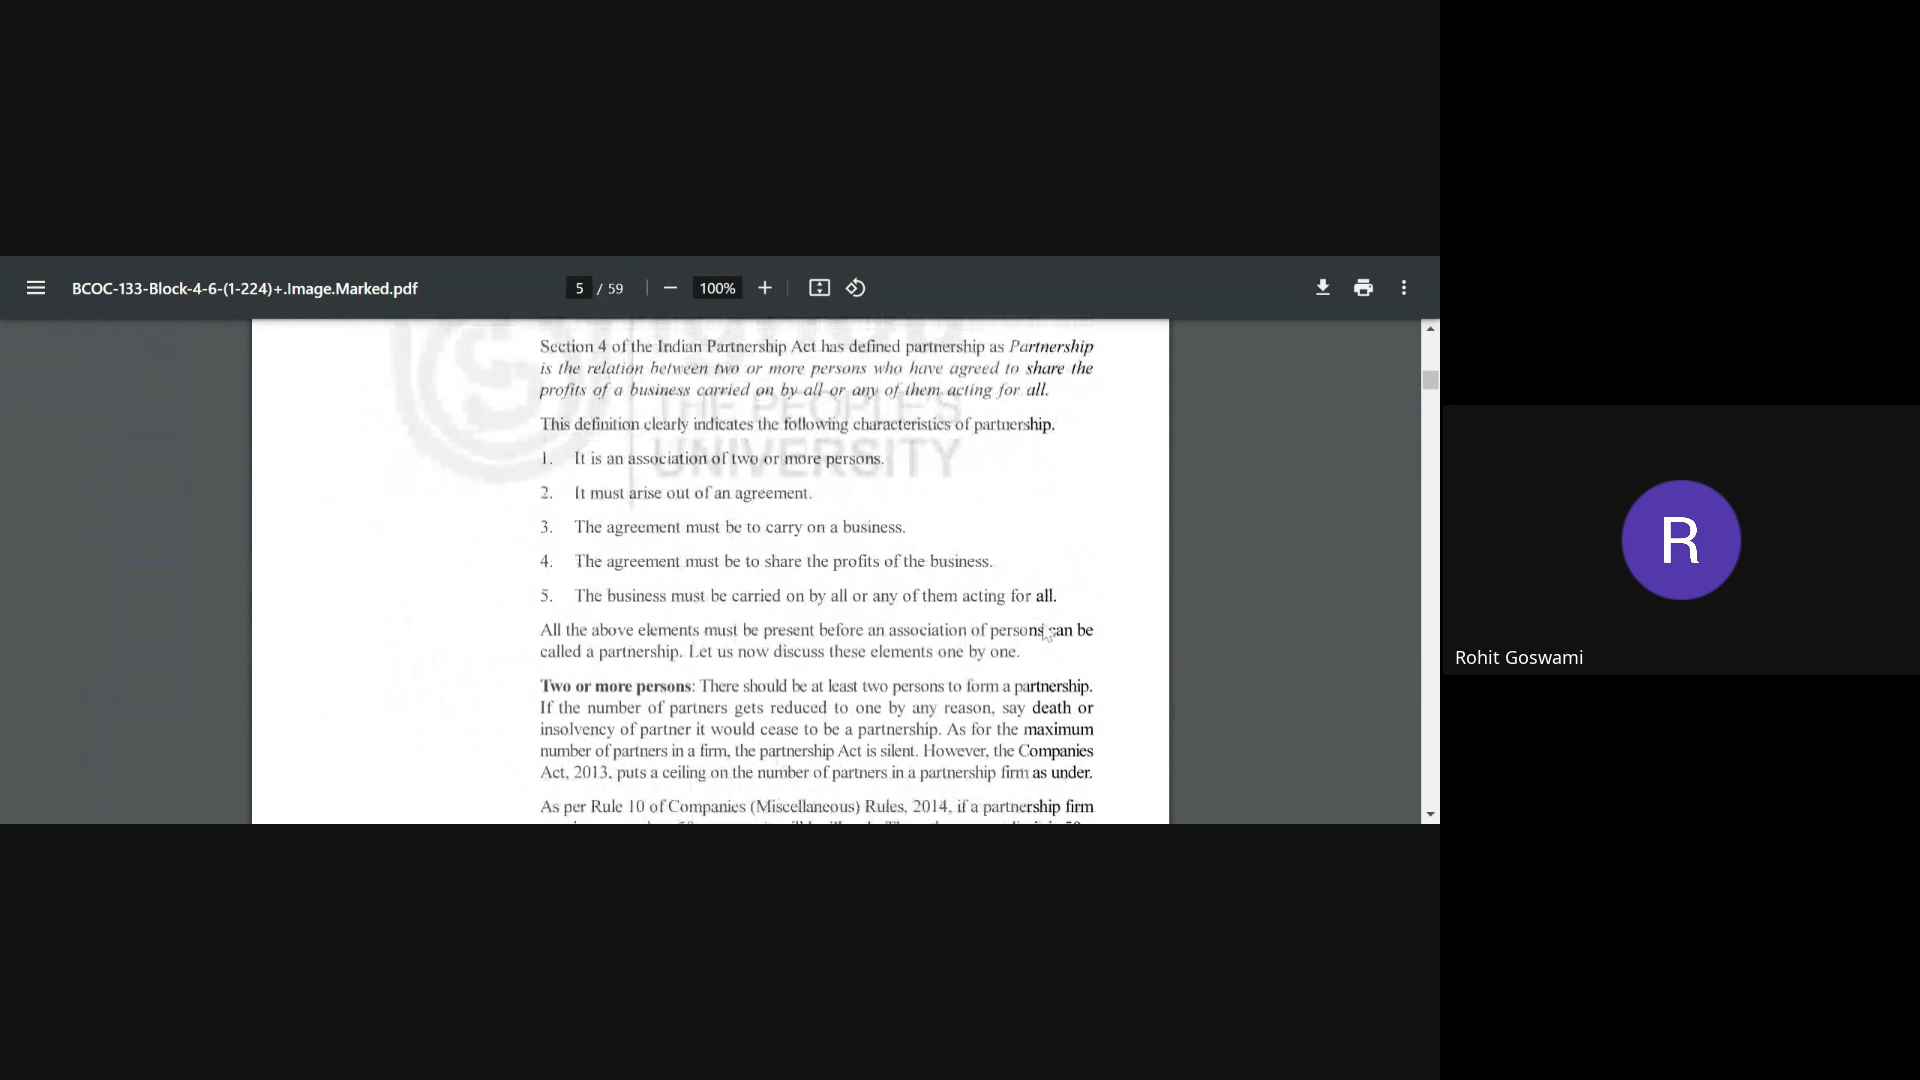 BCOC-133-Block-4-6-(1-224)+.Image.Marked.pdf
5 / 59
100%
THE PEOPLE'S
UNIVERSITY
Section 4 of the Indian Partnership Act has defined partnership as Partnership
is the relation between two or more persons who have agreed to share the
profits of a business carried on by all or any of them acting for all.
This definition clearly indicates the following characteristics of partnership.
1. It is an association of two or more persons.
2. It must arise out of an agreement.
3. The agreement must be to carry on a business.
4. The agreement must be to share the profits of the business.
5. The business must be carried on by all or any of them acting for all.
All the above elements must be present before an association of persons can be
called a partnership. Let us now discuss these elements one by one.
Two or more persons: There should be at least two persons to form a partnership.
If the number of partners gets reduced to one by any reason, say death or
insolvency of partner it would cease to be a partnership. As for the maximum
number of partners in a firm, the partnership Act is silent. However, the Companies
Act, 2013, puts a ceiling on the number of partners in a partnership firm as under.
As per Rule 10 of Companies (Miscellaneous) Rules, 2014, if a partnership firm
R
Rohit Goswami